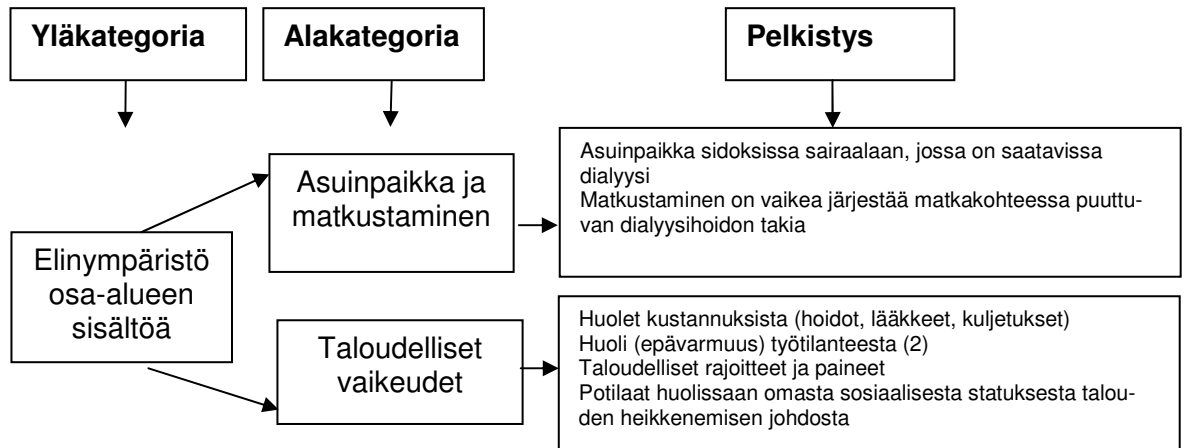 Yläkategoria
Alakategoria
Pelkistys
Elinympäristö
osa-alueen
sisältöä
Asuinpaikka ja
matkustaminen
Asuinpaikka sidoksissa sairaalaan, jossa on saatavissa
dialyysi
Matkustaminen on vaikea järjestää matkakohteessa puuttu-
van dialyysihoidon takia
Taloudelliset
vaikeudet
Huolet kustannuksista (hoidot, lääkkeet, kuljetukset)
Huoli (epävarmuus) työtilanteesta (2)
Taloudelliset rajoitteet ja paineet
Potilaat huolissaan omasta sosiaalisesta statuksesta talou-
den heikkenemisen johdosta